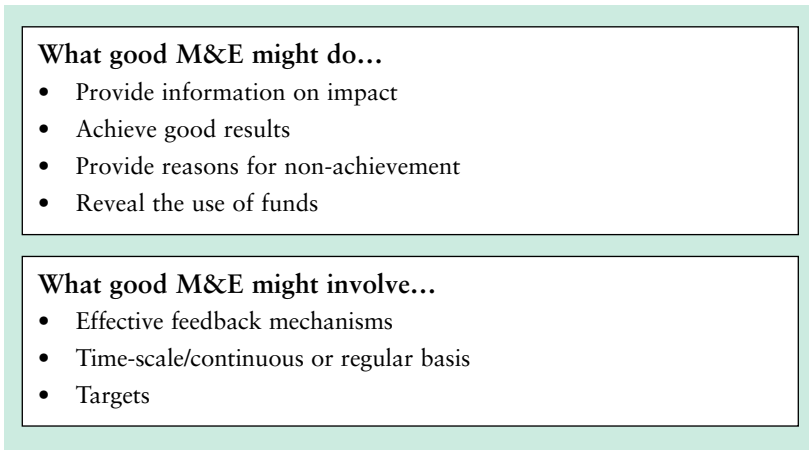 What good M&E might do…
• Provide information on impact
• Achieve good results
• Provide reasons for non-achievement
• Reveal the use of funds
What good M&E might involve…
• Effective feedback mechanisms
• Time-scale/continuous or regular basis
• Targets